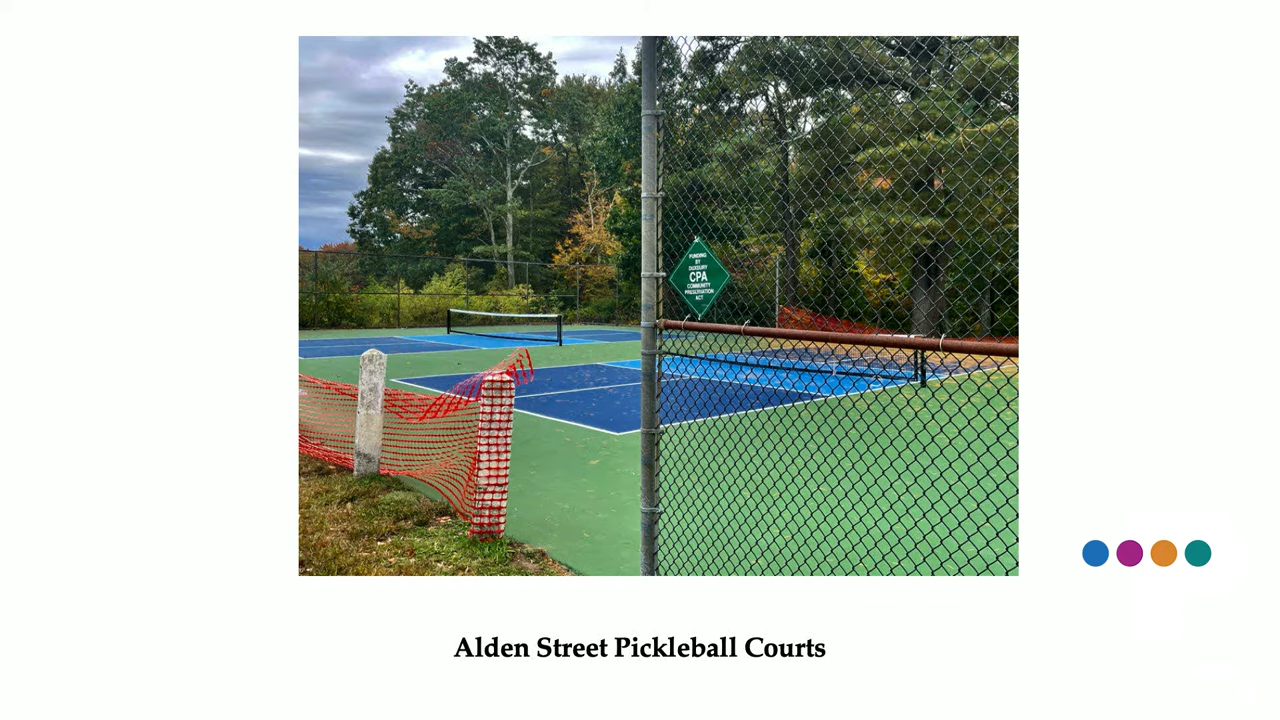 FUNDING
BY
DUXBURY
CPA
COMMUNITY
PRESERVATION
ACT
Alden Street Pickleball Courts